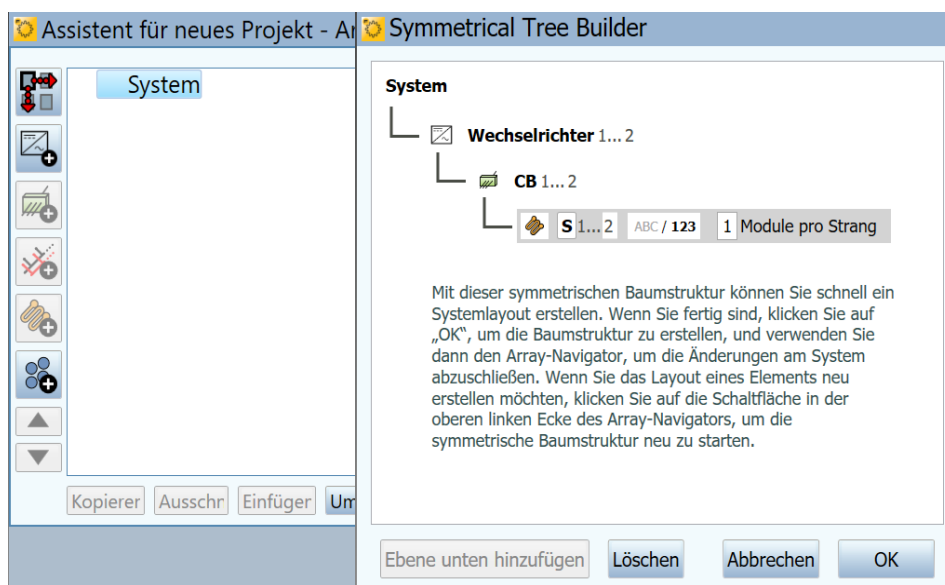 Assistent für neues Projekt - Ar
System
Kopierer Ausschr Einfüger Um
Symmetrical Tree Builder
System
Wechselrichter 1... 2
CB 1... 2
S 1... 2 ABC / 123 1 Module pro Strang
Mit dieser symmetrischen Baumstruktur können Sie schnell ein
Systemlayout erstellen. Wenn Sie fertig sind, klicken Sie auf
„OK“, um die Baumstruktur zu erstellen, und verwenden Sie
dann den Array-Navigator, um die Änderungen am System
abzuschließen. Wenn Sie das Layout eines Elements neu
erstellen möchten, klicken Sie auf die Schaltfläche in der
oberen linken Ecke des Array-Navigators, um die
symmetrische Baumstruktur neu zu starten.
Ebene unten hinzufügen Löschen Abbrechen OK